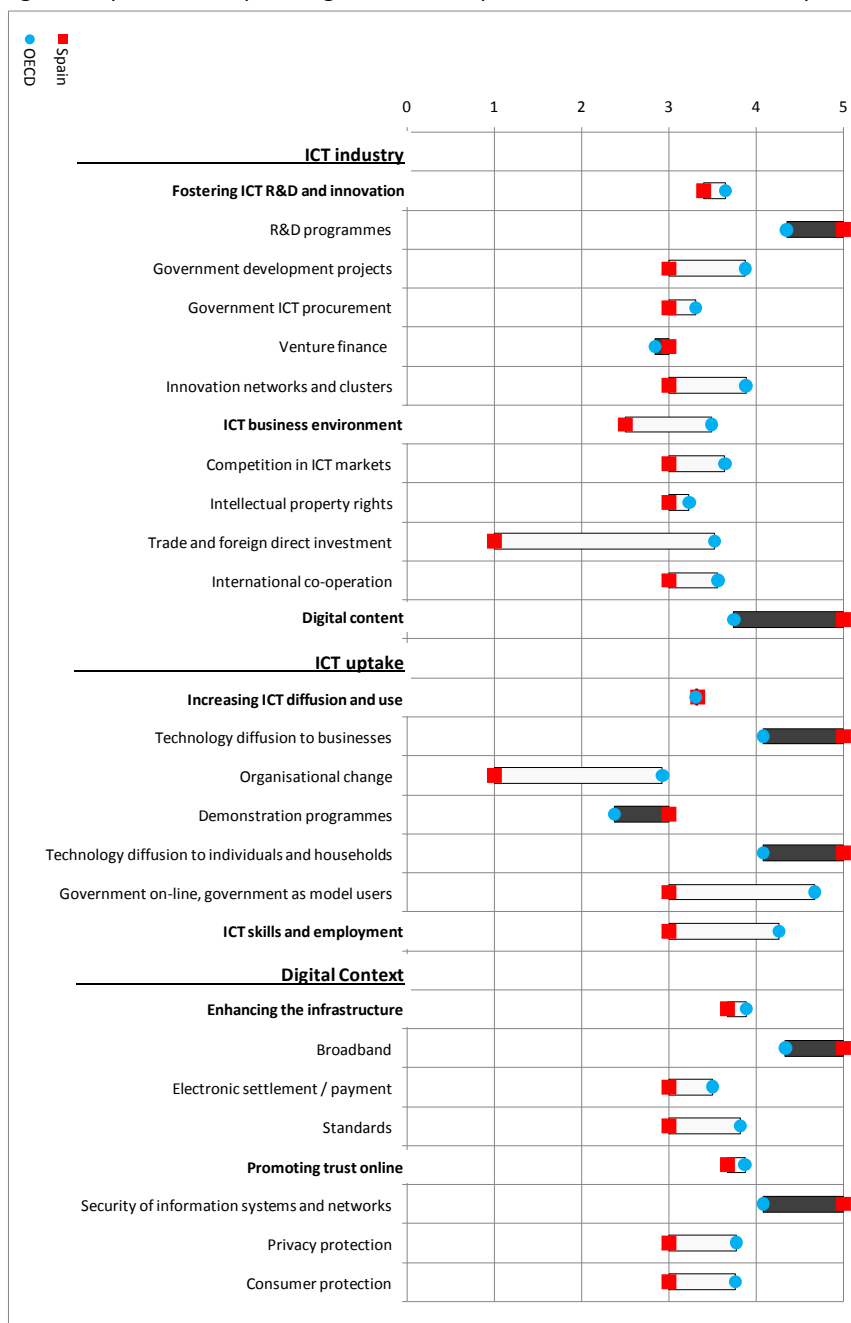 Spain
OECD
0 1 2 3 4 5
ICT industry
Fostering ICT R&D and innovation
R&D programmes
Government development projects
Government ICT procurement
Venture finance
Innovation networks and clusters
ICT business environment
Competition in ICT markets
Intellectual property rights
Trade and foreign direct investment
International co-operation
Digital content
ICT uptake
Increasing ICT diffusion and use
Technology diffusion to businesses
Organisational change
Demonstration programmes
Technology diffusion to individuals and households
Government on-line, government as model users
ICT skills and employment
Digital Context
Enhancing the infrastructure
Broadband
Electronic settlement / payment
Standards
Promoting trust online
Security of information systems and networks
Privacy protection
Consumer protection